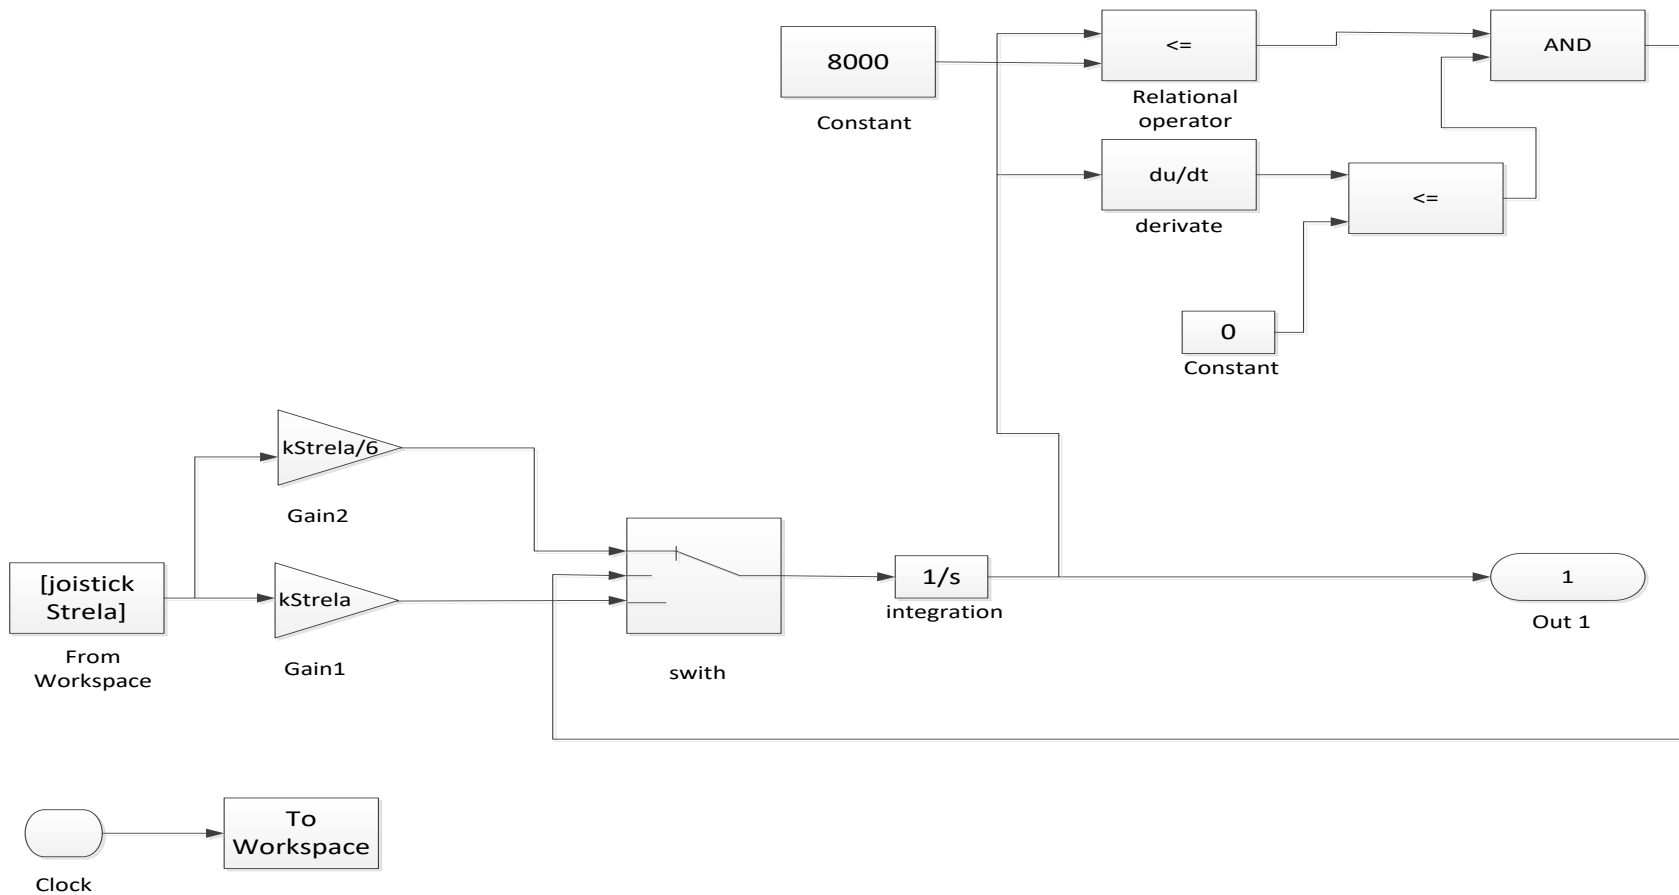 8000
Constant
<=
Relational
operator
AND
du/dt
derivate
<=
0
Constant
kStrela/6
Gain2
[joistick
Strela]
From
Workspace
kStrela
Gain1
swith
1/s
integration
1
Out 1
To
Workspace
Clock